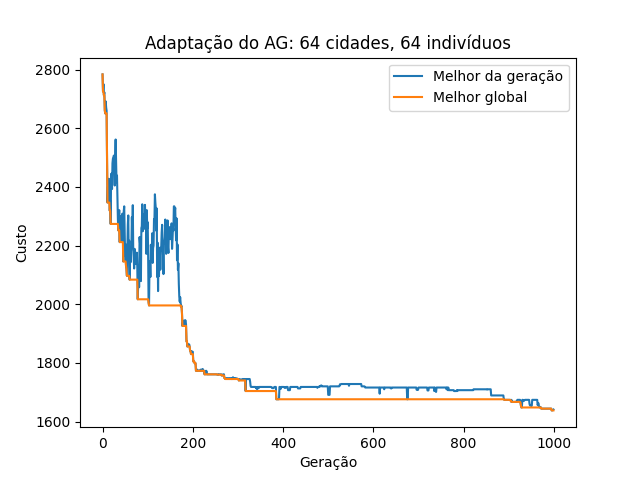 Adaptação do AG: 64 cidades, 64 indivíduos
Melhor da geração
Melhor global
Custo
2800
2600
2400
2200
2000
1800
1600
0 200 400 600 800 1000
Geração